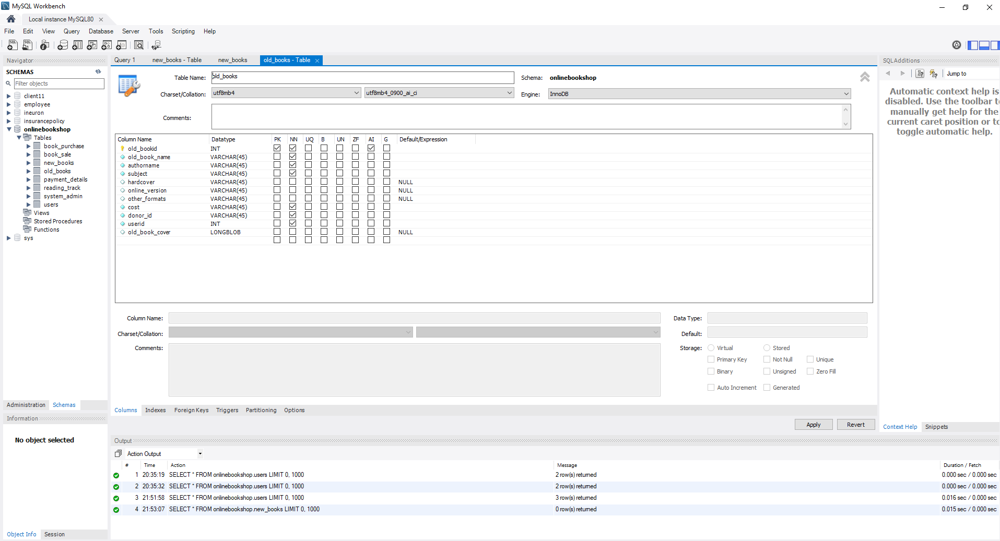 MySQL Workbench
Local instance MySQL80
File Edit View Query Database Server Tools Scripting Help
Navigator
SCHEMAS
Filter objects
client11
employee
ineuron
insurancepolicy
onlinebookshop
Tables
book_purchase
book_sale
new_books
old_books
payment_details
reading_track
system_admin
users
Views
Stored Procedures
Functions
sys
Administration Schemas
Information
No object selected
Object Info Session
Query 1 new_books - Table new_books old_books - Table
Table Name: old_books Schema: onlinebookshop
Charset/Collation: utf8mb4 utf8mb4_0900_ai_ci Engine: InnoDB
Comments:
Column Name Datatype PK NN UQ B UN ZF AI G Default/Expression
old_bookid INT
old_book_name VARCHAR(45)
authorname VARCHAR(45)
subject VARCHAR(45)
hardcover VARCHAR(45) NULL
online_version VARCHAR(45) NULL
other_formats VARCHAR(45) NULL
cost VARCHAR(45)
donor_id VARCHAR(45)
userid INT
old_book_cover LONGBLOB NULL
Column Name: Data Type:
Charset/Collation: Default:
Comments: Storage: Virtual Stored
Primary Key Not Null Unique
Binary Unsigned Zero Fill
Auto Increment Generated
Columns Indexes Foreign Keys Triggers Partitioning Options
Apply Revert
SQLAdditions
Jump to
Automatic context help is
disabled. Use the toolbar to
manually get help for the
current caret position or to
toggle automatic help.
Context Help Snippets
Output
Action Output
# Time Action Message Duration / Fetch
1 20:35:19 SELECT * FROM onlinebookshop.users LIMIT 0, 1000 2 row(s) returned 0.000 sec / 0.000 sec
2 20:35:32 SELECT * FROM onlinebookshop.users LIMIT 0, 1000 2 row(s) returned 0.000 sec / 0.000 sec
3 21:51:58 SELECT * FROM onlinebookshop.users LIMIT 0, 1000 3 row(s) returned 0.016 sec / 0.000 sec
4 21:53:07 SELECT * FROM onlinebookshop.new_books LIMIT 0, 1000 0 row(s) returned 0.015 sec / 0.000 sec